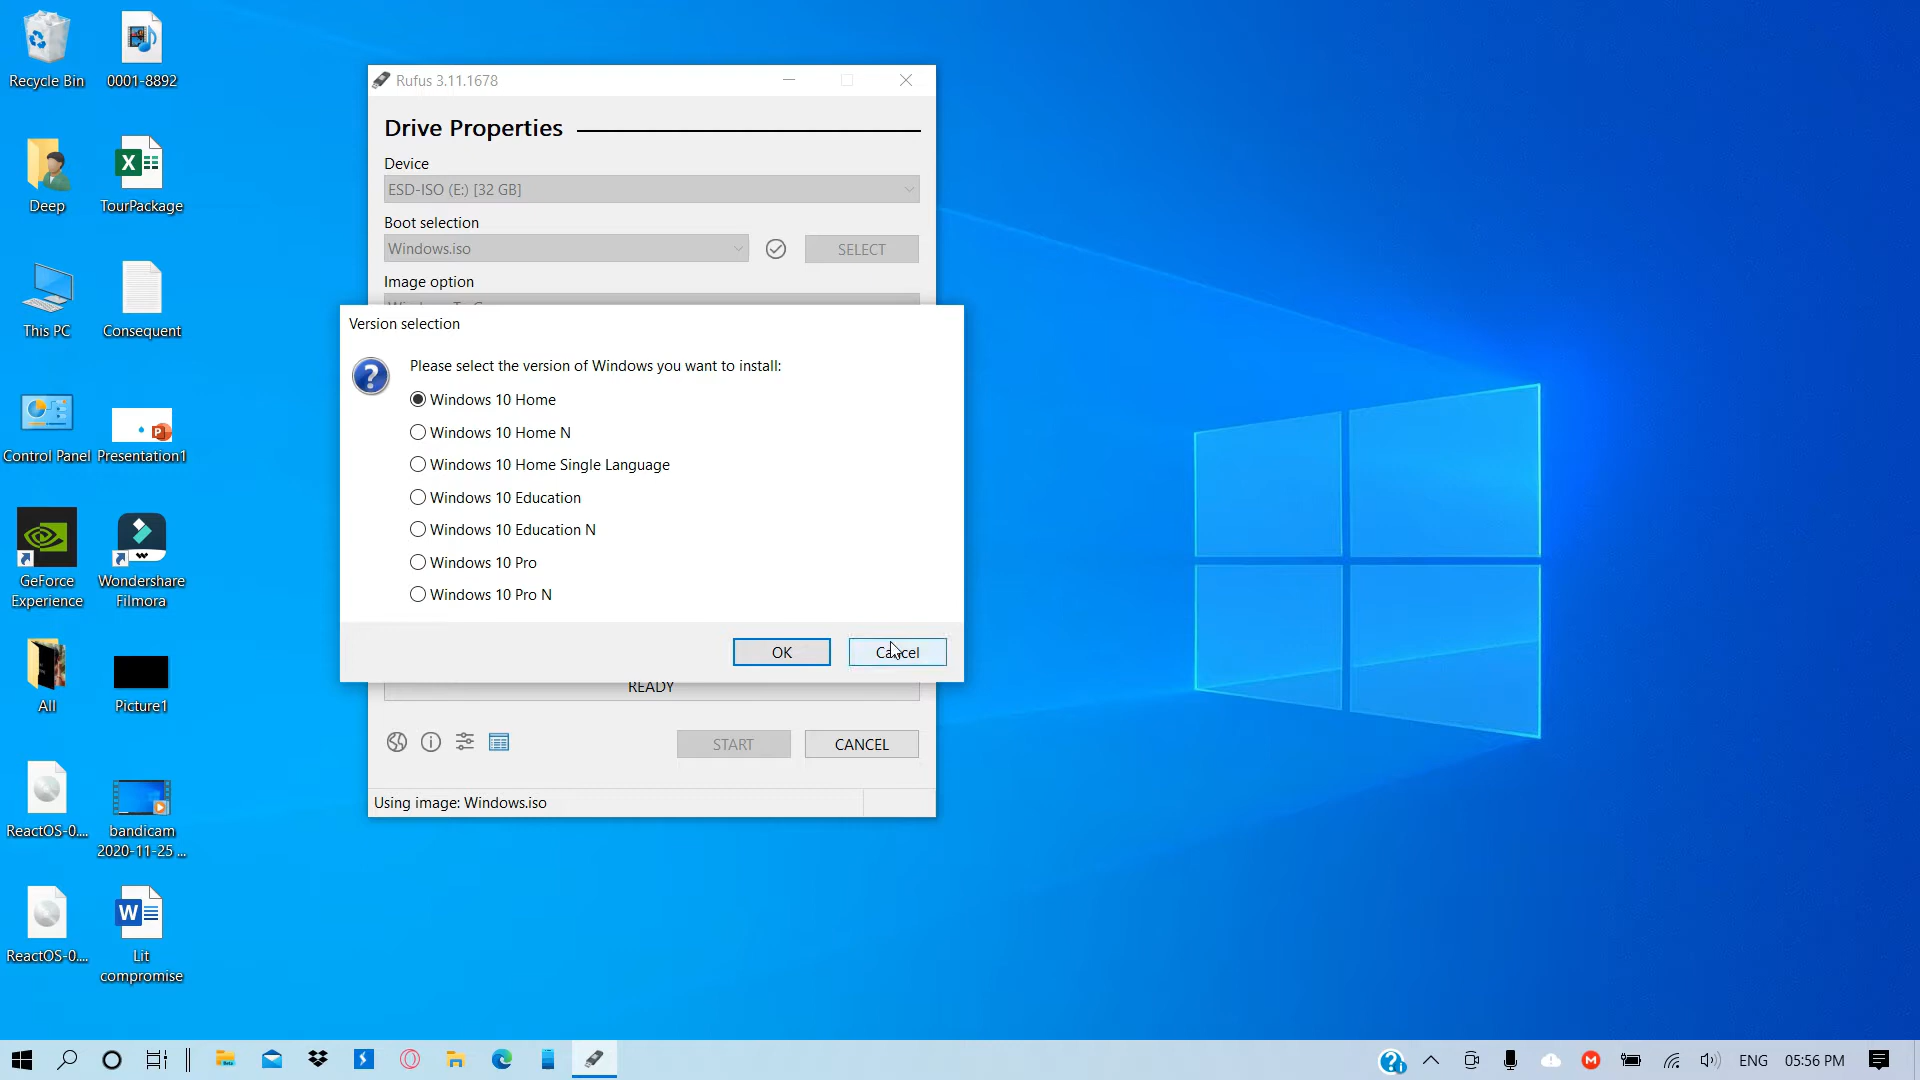 Recycle Bin
0001-8892
Deep
TourPackage
This PC
Consequent
Control Panel
Presentation1
GeForce
Experience
Wondershare
Filmora
All
Picture1
ReactOS-0....
bandicam
2020-11-25 ...
ReactOS-0....
Lit
compromise
Rufus 3.11.1678
Drive Properties
Device
ESD-ISO (E:) [32 GB]
Boot selection
Windows.iso
SELECT
Image option
Version selection
Please select the version of Windows you want to install:
Windows 10 Home
Windows 10 Home N
Windows 10 Home Single Language
Windows 10 Education
Windows 10 Education N
Windows 10 Pro
Windows 10 Pro N
OK
Cancel
READY
START
CANCEL
Using image: Windows.iso
ENG
05:56 PM